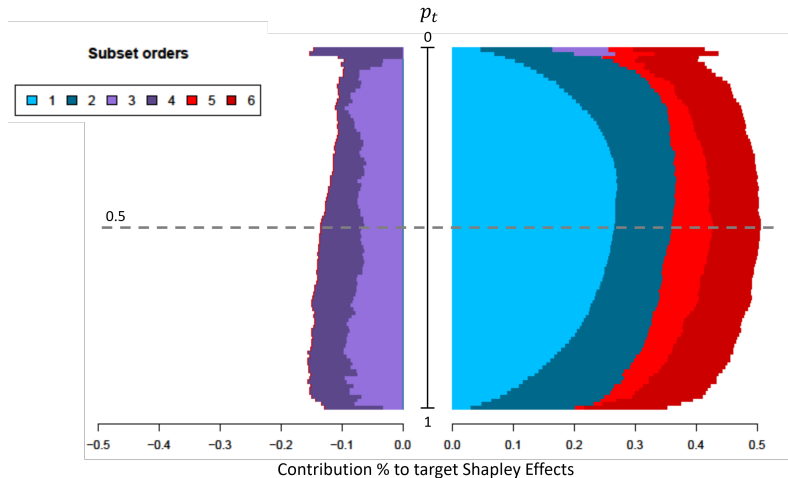 p_t
0
Subset orders
1 2 3 4 5 6
0.5
1
−0.5 −0.4 −0.3 −0.2 −0.1 0.0 0.0 0.1 0.2 0.3 0.4 0.5
Contribution % to target Shapley Effects